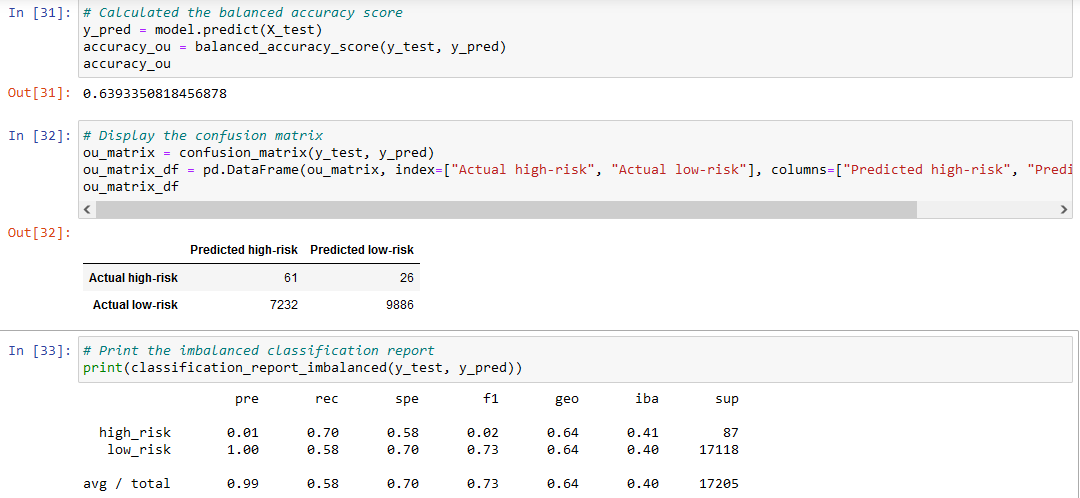 In [31]: # Calculated the balanced accuracy score
y_pred = model.predict(X_test)
accuracy_ou = balanced_accuracy_score(y_test, y_pred)
accuracy_ou
Out[31]: 0.6393350818456878
In [32]: # Display the confusion matrix
ou_matrix = confusion_matrix(y_test, y_pred)
ou_matrix_df = pd.DataFrame(ou_matrix, index=["Actual high-risk", "Actual low-risk"], columns=["Predicted high-risk", "Predi
ou_matrix_df
Out[32]:
Predicted high-risk Predicted low-risk
Actual high-risk 61 26
Actual low-risk 7232 9886
In [33]: # Print the imbalanced classification report
print(classification_report_imbalanced(y_test, y_pred))
pre rec spe f1 geo iba sup
high_risk 0.01 0.70 0.58 0.02 0.64 0.41 87
low_risk 1.00 0.58 0.70 0.73 0.64 0.40 17118
avg / total 0.99 0.58 0.70 0.73 0.64 0.40 17205